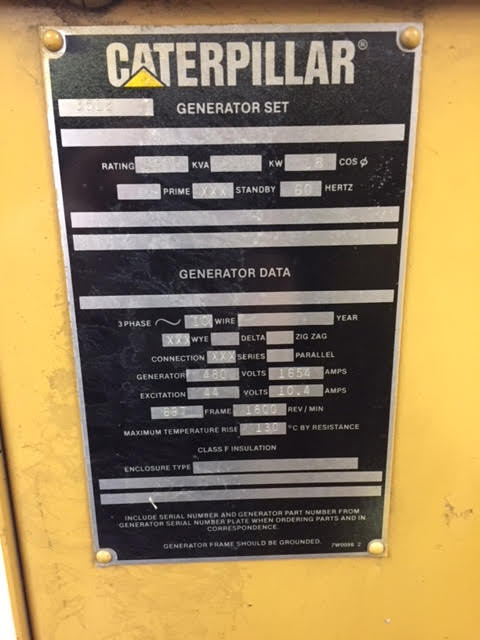 CATERPILLAR®
3512 GENERATOR SET
RATING KVA KW .8 COS φ
PRIME XXX STANDBY 60 HERTZ
GENERATOR DATA
3 PHASE ~ WIRE YEAR
XXX WYE DELTA ZIG ZAG
CONNECTION XXX SERIES PARALLEL
GENERATOR 480 VOLTS 1654 AMPS
EXCITATION 44 VOLTS 10.4 AMPS
FRAME 1800 REV/MIN
MAXIMUM TEMPERATURE RISE 130 °C BY RESISTANCE
CLASS F INSULATION
ENCLOSURE TYPE
INCLUDE SERIAL NUMBER AND GENERATOR PART NUMBER FROM
GENERATOR SERIAL NUMBER PLATE WHEN ORDERING PARTS AND IN
CORRESPONDENCE.
GENERATOR FRAME SHOULD BE GROUNDED. 7W0086 2